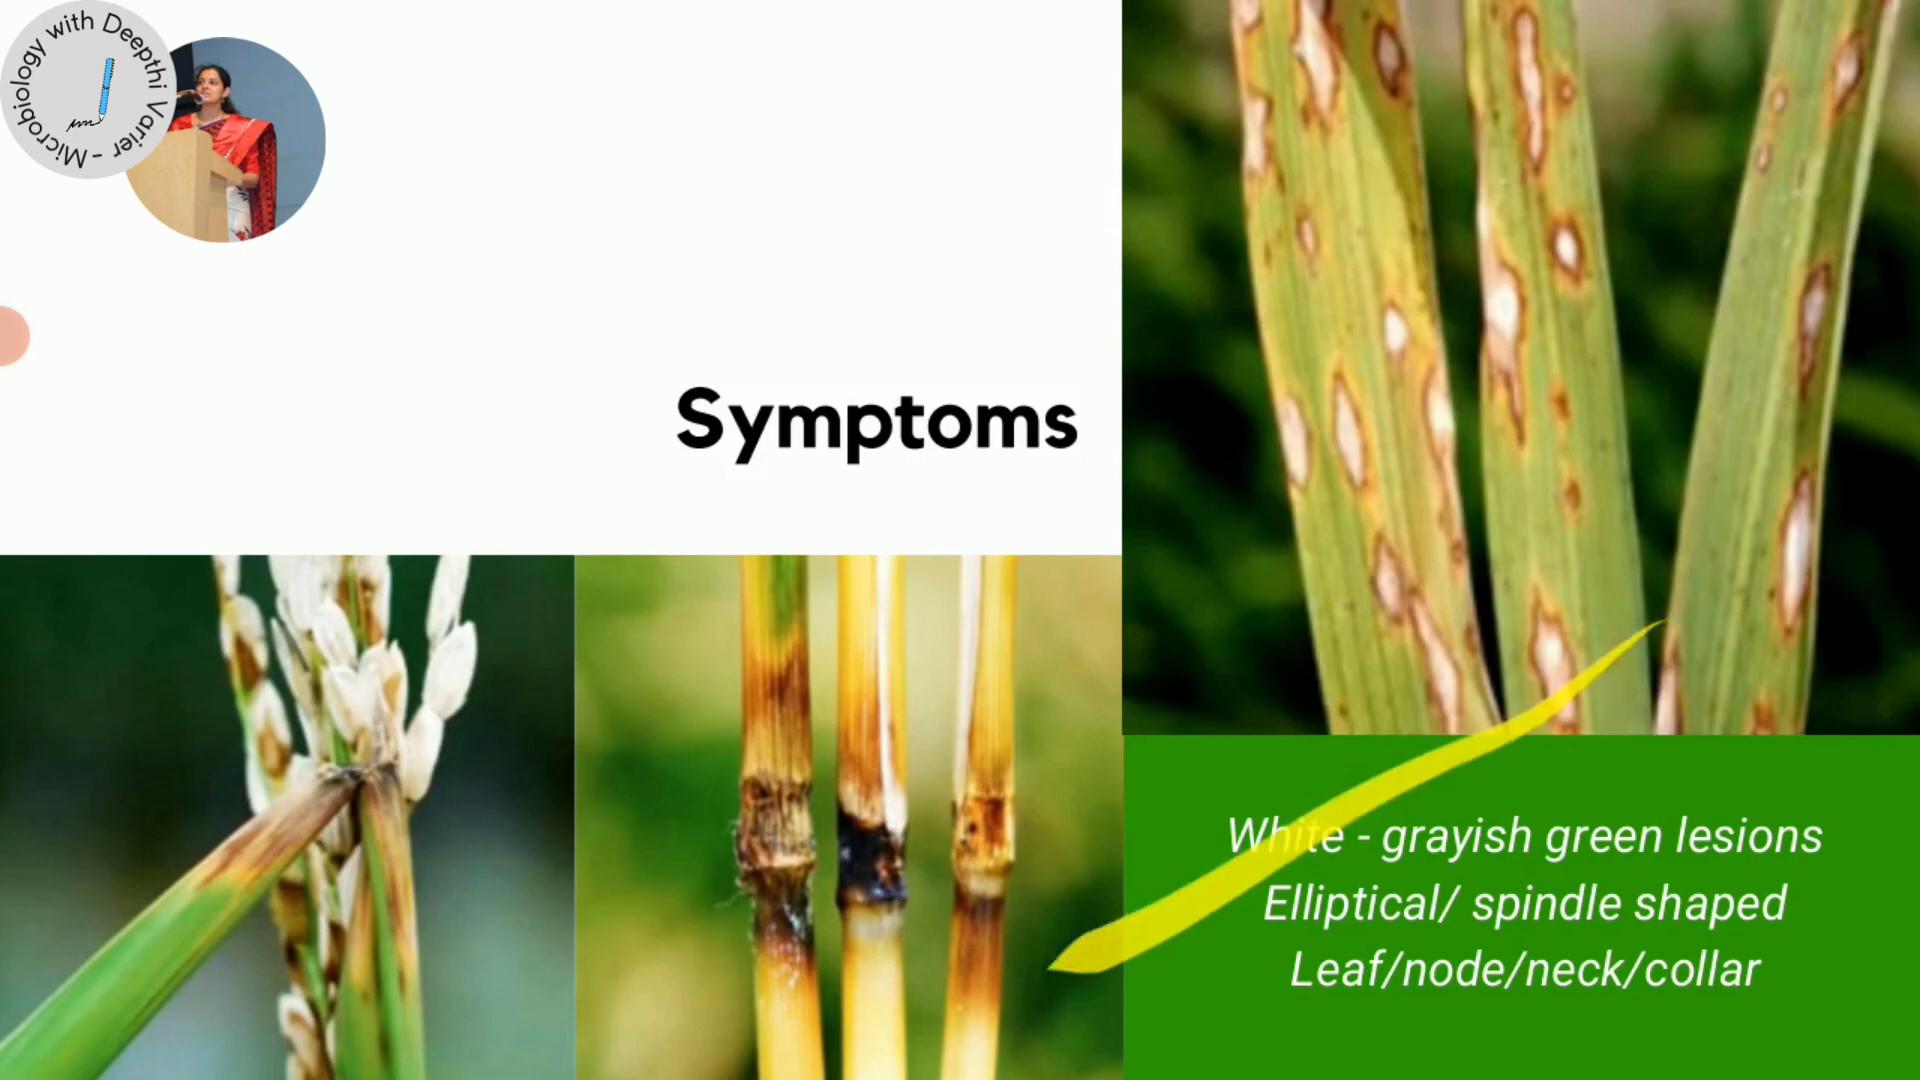 Microbiology with Deepthi Varier -
Symptoms
White - grayish green lesions
Elliptical/ spindle shaped
Leaf/node/neck/collar